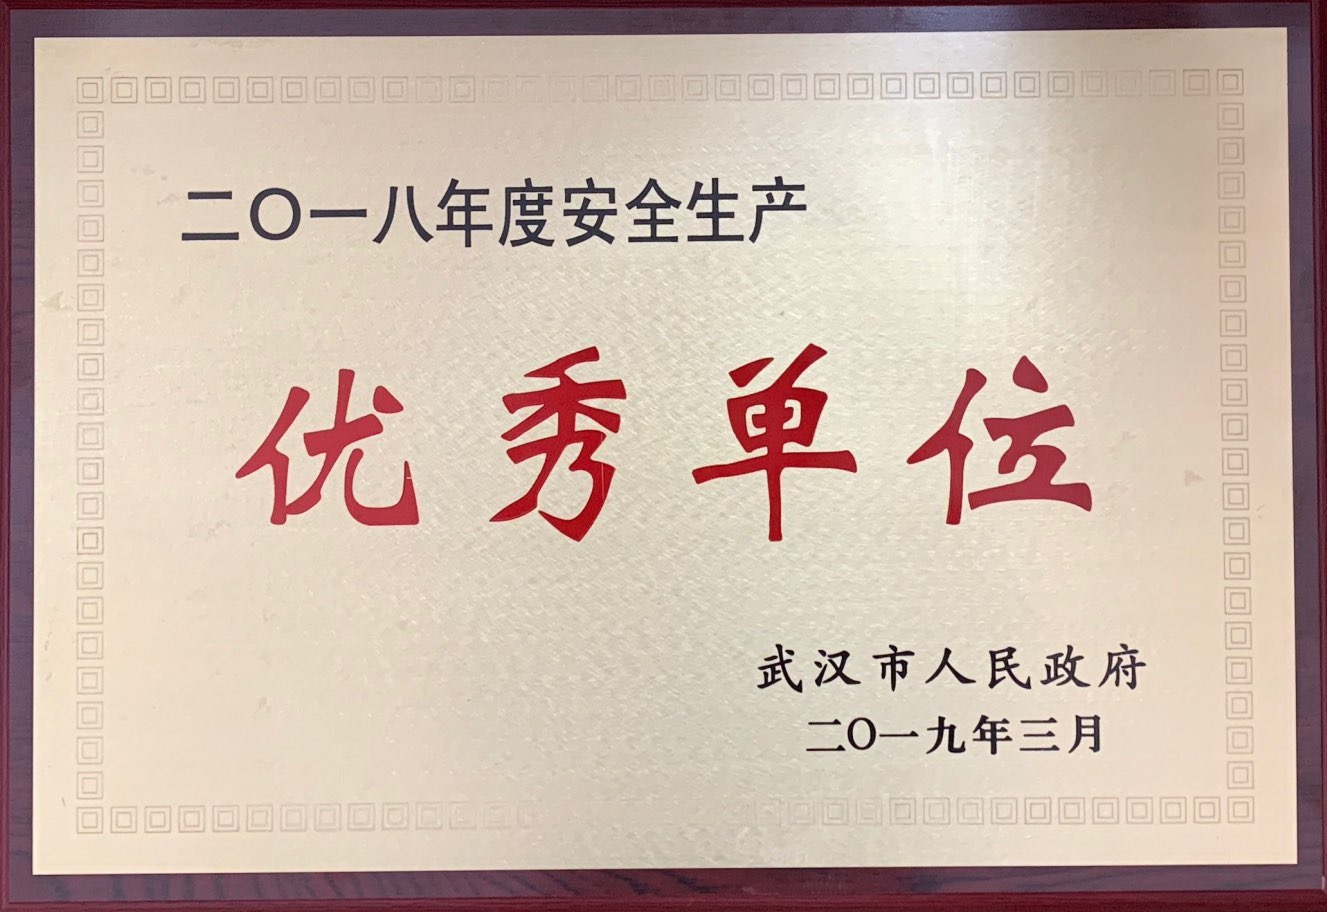 二〇一八年度安全生产
优秀单位
武汉市人民政府
二〇一九年三月